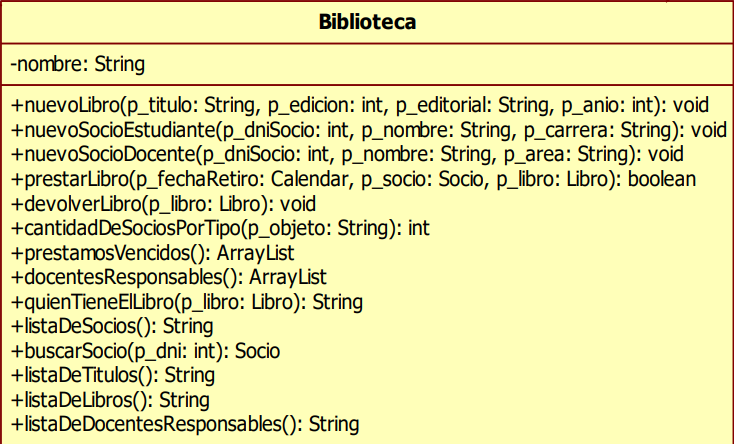 Biblioteca
-nombre: String
+nuevoLibro(p_titulo: String, p_edicion: int, p_editorial: String, p_anio: int): void
+nuevoSocioEstudiante(p_dniSocio: int, p_nombre: String, p_carrera: String): void
+nuevoSocioDocente(p_dniSocio: int, p_nombre: String, p_area: String): void
+prestarLibro(p_fechaRetiro: Calendar, p_socio: Socio, p_libro: Libro): boolean
+devolverLibro(p_libro: Libro): void
+cantidadDeSociosPorTipo(p_objeto: String): int
+prestamosVencidos(): ArrayList
+docentesResponsables(): ArrayList
+quienTieneElLibro(p_libro: Libro): String
+listaDeSocios(): String
+buscarSocio(p_dni: int): Socio
+listaDeTitulos(): String
+listaDeLibros(): String
+listaDeDocentesResponsables(): String